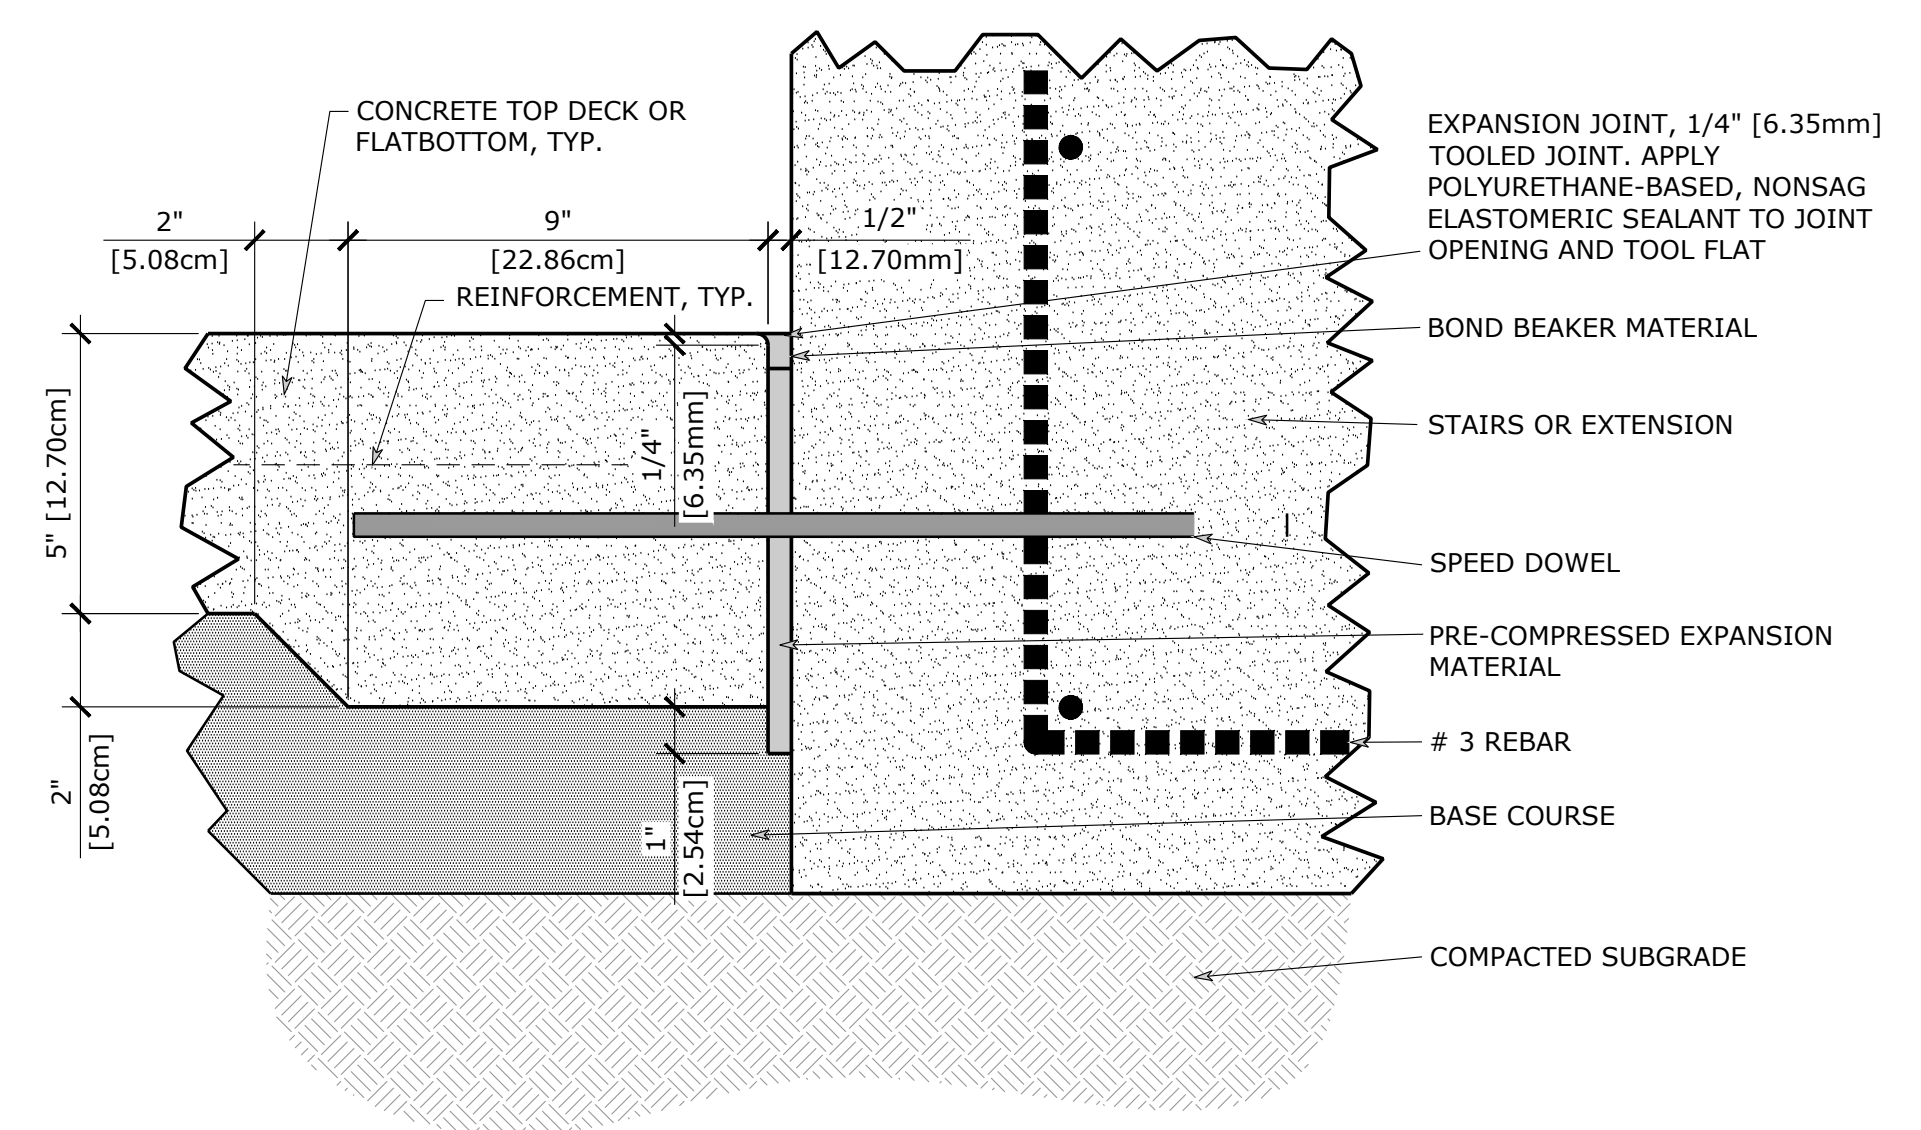 CONCRETE TOP DECK OR
FLATBOTTOM, TYP.
2"
[5.08cm]
9"
[22.86cm]
1/2"
[12.70mm]
REINFORCEMENT, TYP.
5" [12.70cm]
1/4"
[6.35mm]
2"
[5.08cm]
1"
[2.54cm]
EXPANSION JOINT, 1/4" [6.35mm]
TOOLED JOINT. APPLY
POLYURETHANE-BASED, NONSAG
ELASTOMERIC SEALANT TO JOINT
OPENING AND TOOL FLAT
BOND BEAKER MATERIAL
STAIRS OR EXTENSION
SPEED DOWEL
PRE-COMPRESSED EXPANSION
MATERIAL
# 3 REBAR
BASE COURSE
COMPACTED SUBGRADE